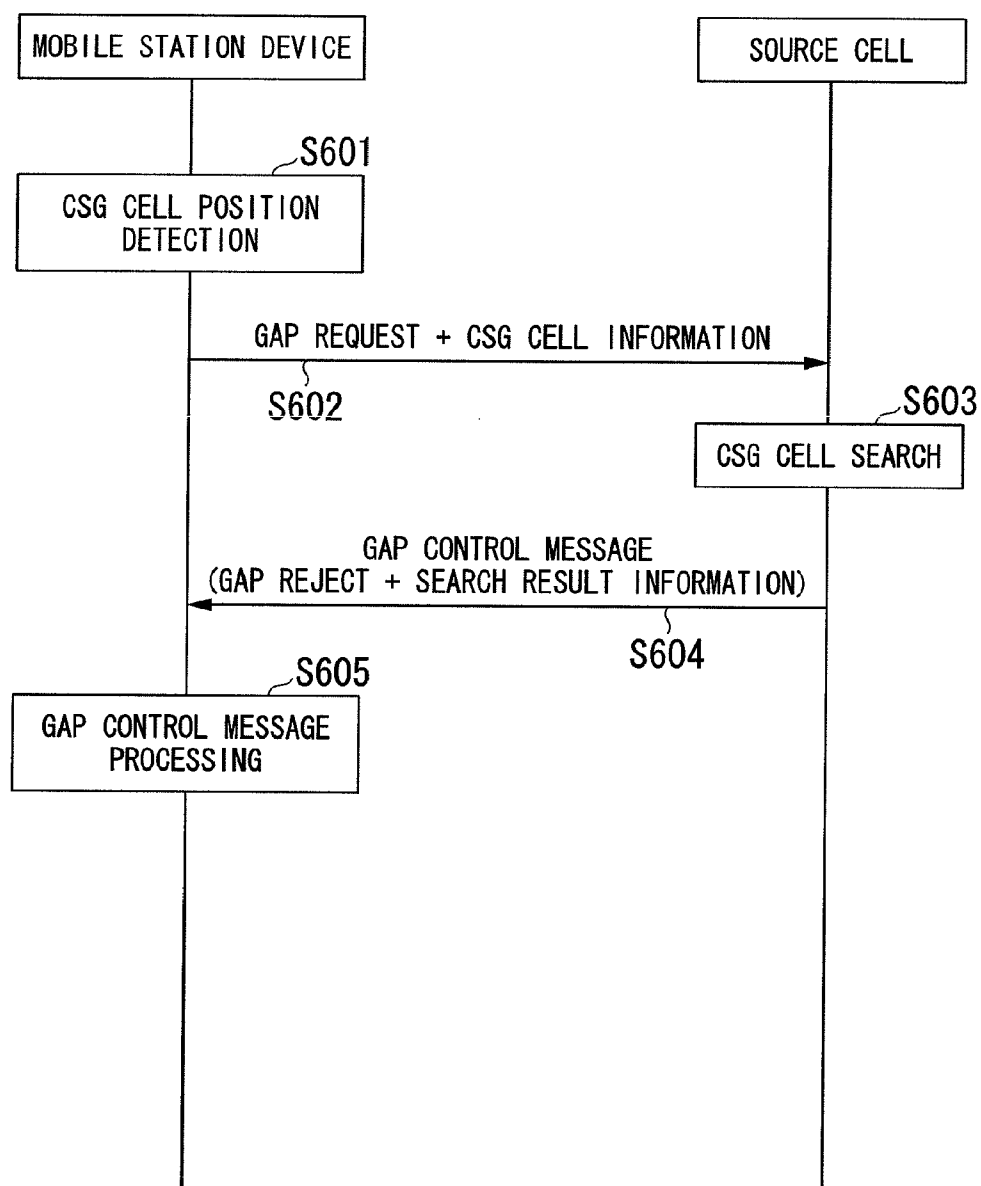 MOBILE STATION DEVICE
SOURCE CELL
S601
CSG CELL POSITION
DETECTION
GAP REQUEST + CSG CELL INFORMATION
S602
S603
CSG CELL SEARCH
GAP CONTROL MESSAGE
(GAP REJECT + SEARCH RESULT INFORMATION)
S604
S605
GAP CONTROL MESSAGE
PROCESSING